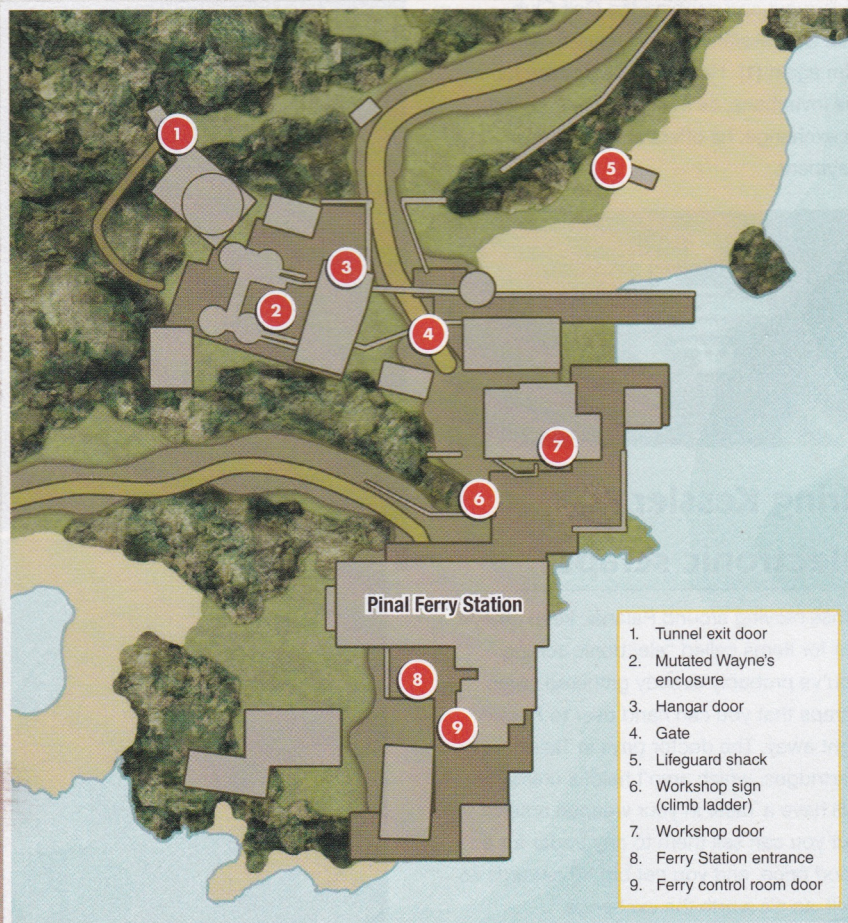 1
5
3
2
4
7
6
Pinal Ferry Station
8
9
1. Tunnel exit door
2. Mutated Wayne's
enclosure
3. Hangar door
4. Gate
5. Lifeguard shack
6. Workshop sign
(climb ladder)
7. Workshop door
8. Ferry Station entrance
9. Ferry control room door